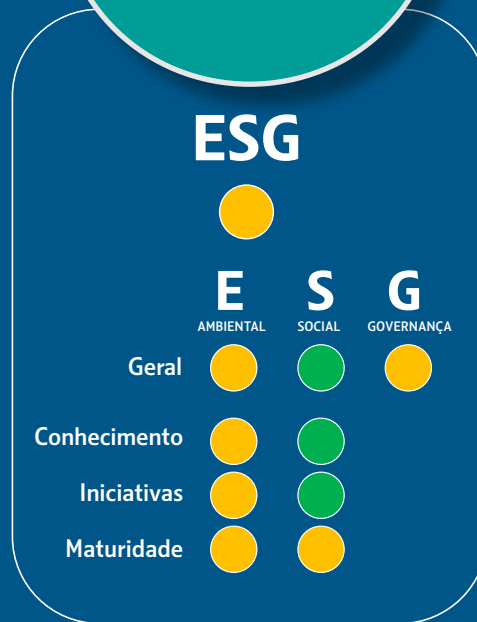 ESG
E S G
AMBIENTAL SOCIAL GOVERNANÇA
Geral
Conhecimento
Iniciativas
Maturidade